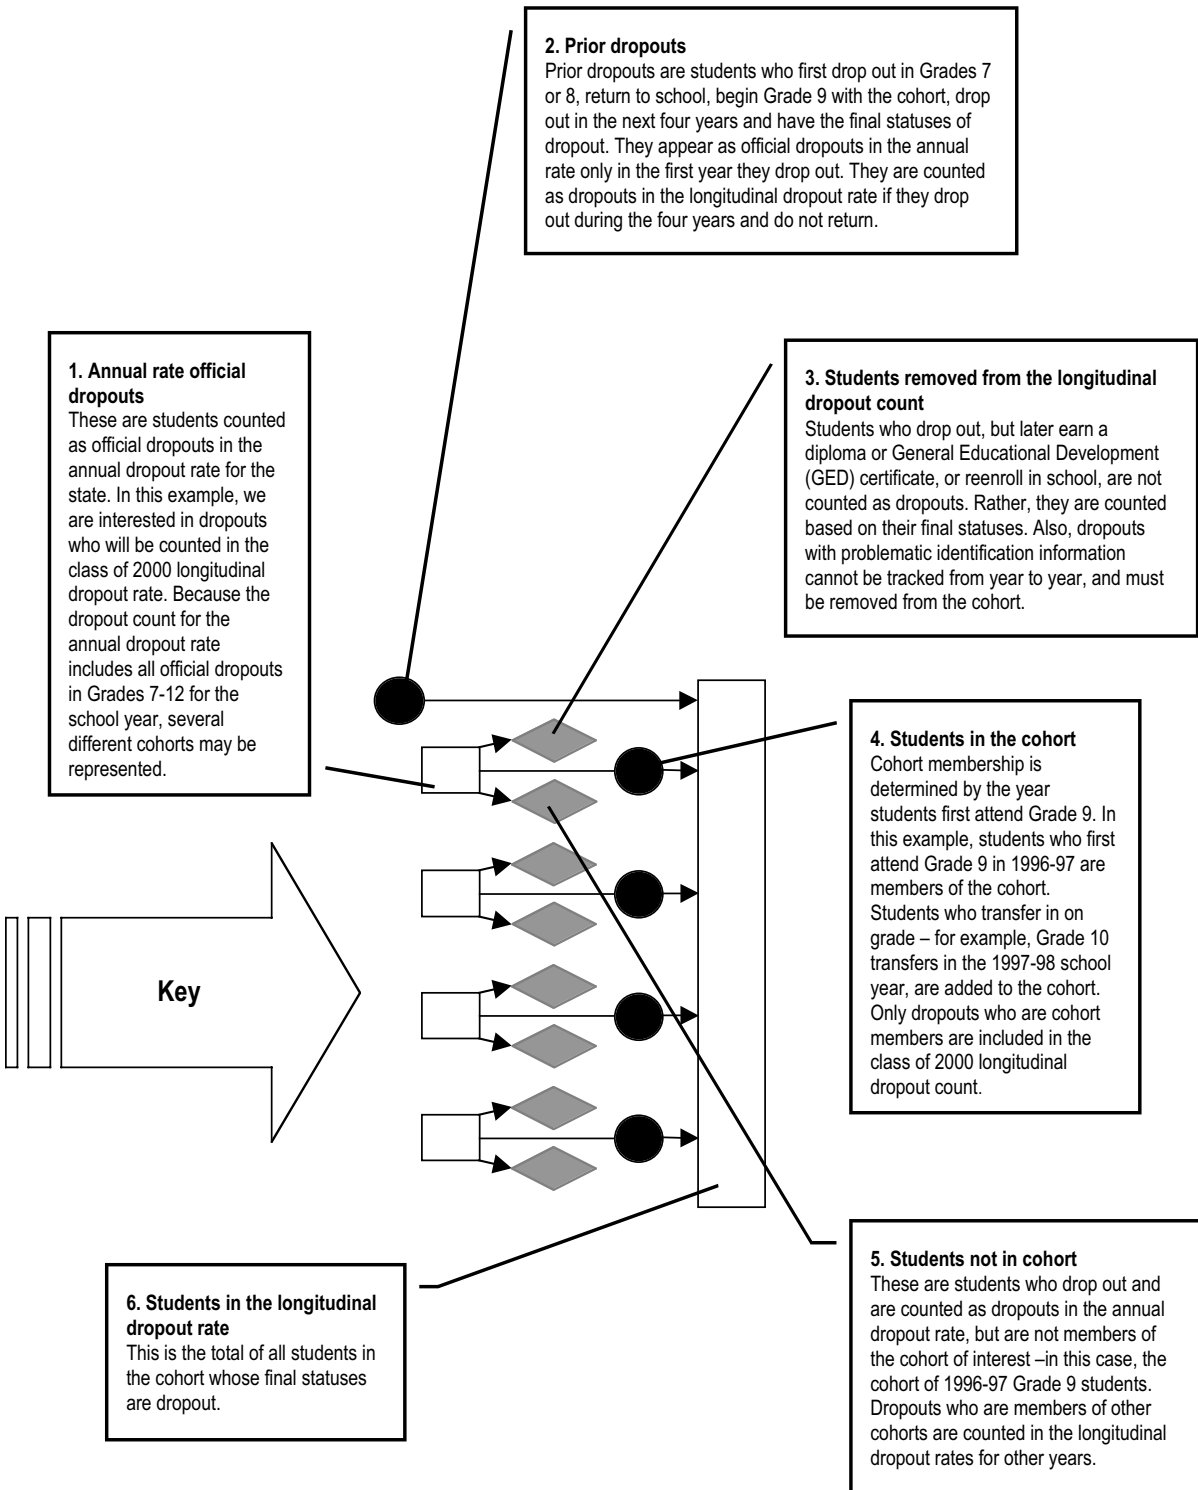 2. Prior dropouts
Prior dropouts are students who first drop out in Grades 7
or 8, return to school, begin Grade 9 with the cohort, drop
out in the next four years and have the final statuses of
dropout. They appear as official dropouts in the annual
rate only in the first year they drop out. They are counted
as dropouts in the longitudinal dropout rate if they drop
out during the four years and do not return.
1. Annual rate official
dropouts
These are students counted
as official dropouts in the
annual dropout rate for the
state. In this example, we
are interested in dropouts
who will be counted in the
class of 2000 longitudinal
dropout rate. Because the
dropout count for the
annual dropout rate
includes all official dropouts
in Grades 7-12 for the
school year, several
different cohorts may be
represented.
3. Students removed from the longitudinal
dropout count
Students who drop out, but later earn a
diploma or General Educational Development
(GED) certificate, or reenroll in school, are not
counted as dropouts. Rather, they are counted
based on their final statuses. Also, dropouts
with problematic identification information
cannot be tracked from year to year, and must
be removed from the cohort.
4. Students in the cohort
Cohort membership is
determined by the year
students first attend Grade 9. In
this example, students who first
attend Grade 9 in 1996-97 are
members of the cohort.
Students who transfer in on
grade – for example, Grade 10
transfers in the 1997-98 school
year, are added to the cohort.
Only dropouts who are cohort
members are included in the
class of 2000 longitudinal
dropout count.
Key
5. Students not in cohort
These are students who drop out and
are counted as dropouts in the annual
dropout rate, but are not members of
the cohort of interest –in this case, the
cohort of 1996-97 Grade 9 students.
Dropouts who are members of other
cohorts are counted in the longitudinal
dropout rates for other years.
6. Students in the longitudinal
dropout rate
This is the total of all students in
the cohort whose final statuses
are dropout.